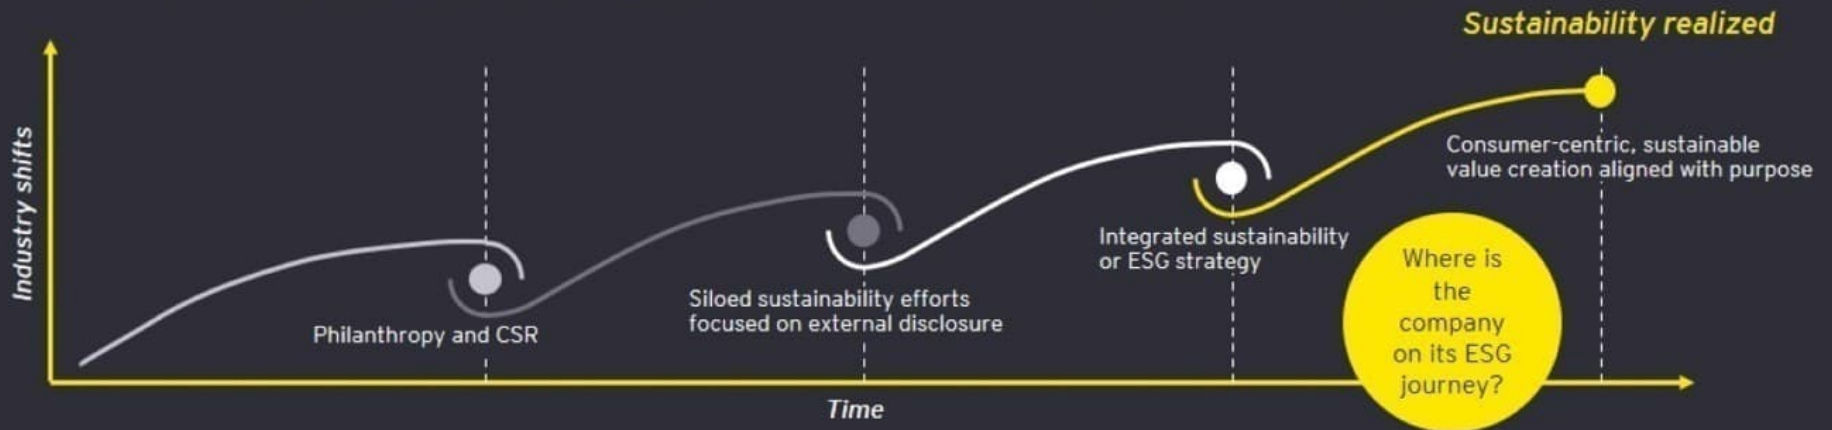 Sustainability realized
Industry shifts
Philanthropy and CSR
Siloed sustainability efforts
focused on external disclosure
Integrated sustainability
or ESG strategy
Consumer-centric, sustainable
value creation aligned with purpose
Where is
the
company
on its ESG
journey?
Time